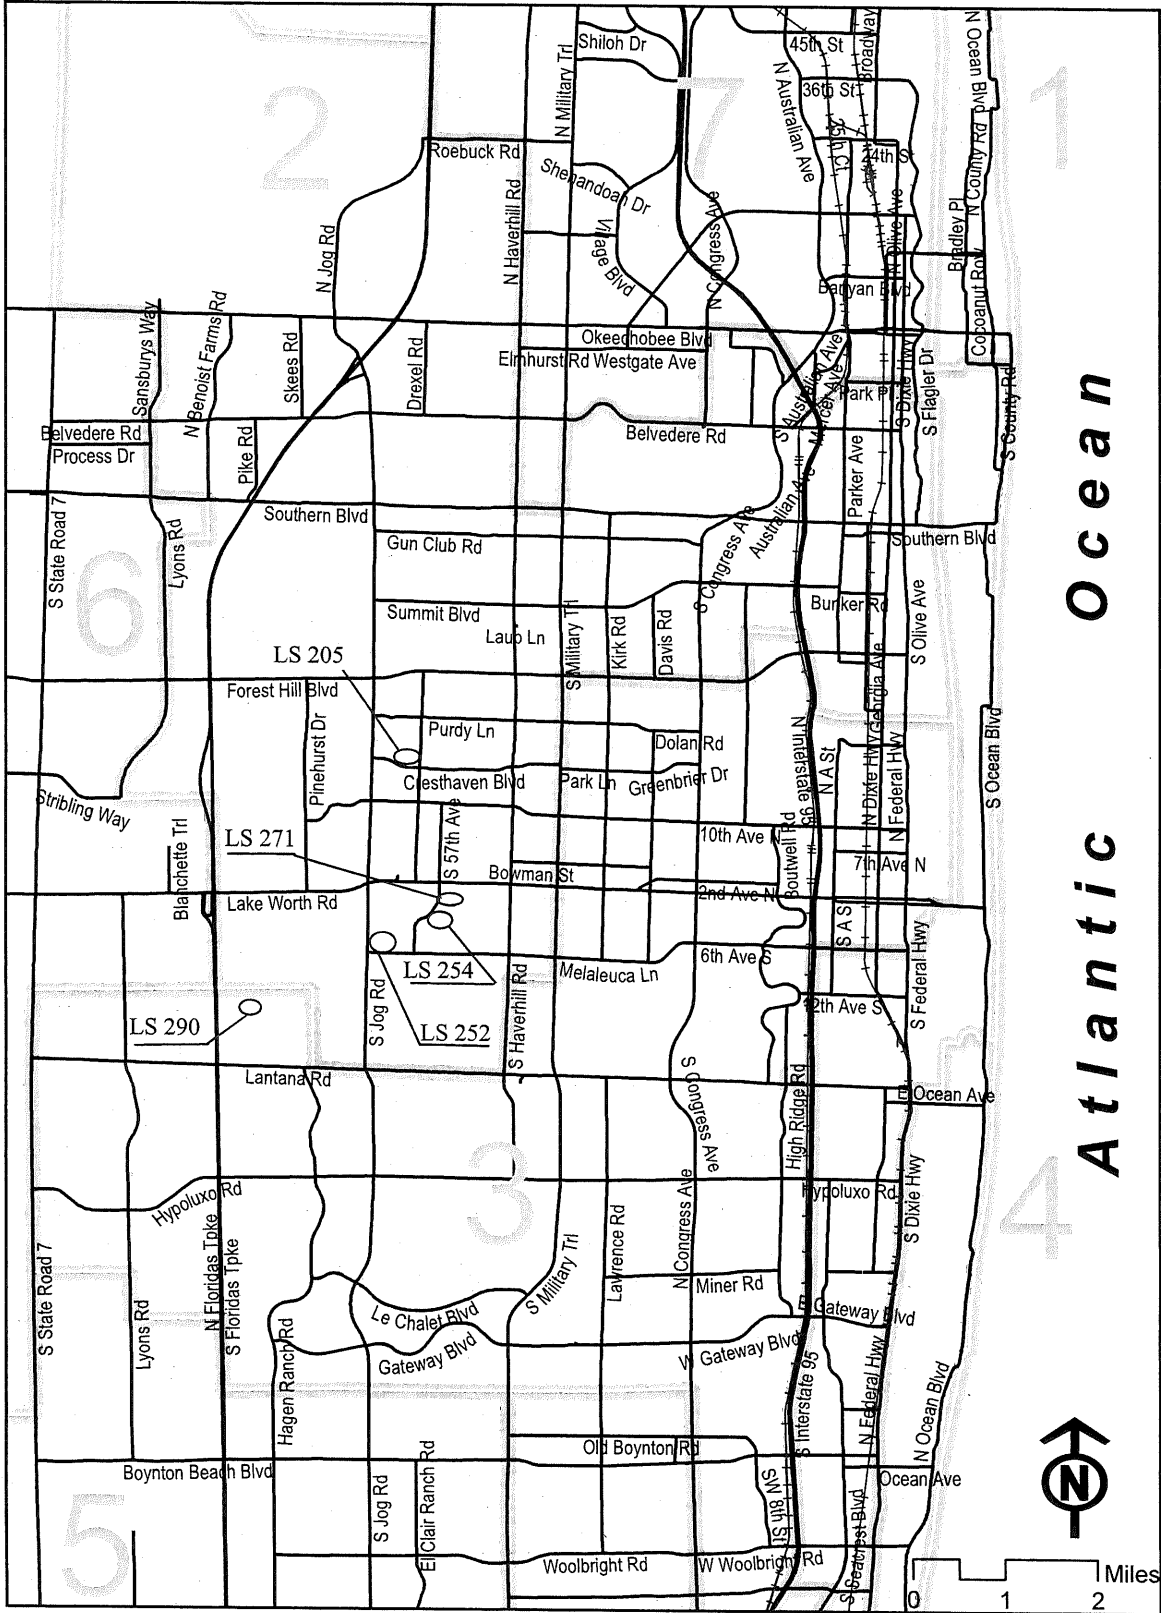 Shiloh Dr
45th St
Broadway
N Ocean Blvd
N Military Trl
N Australian Ave
36th St
2
7
1
25th Ct
24th S
N County Rd
Roebuck Rd
Shenandoah Dr
N Haverhill Rd
Village Blvd
N Congress Ave
N Olive Ave
Bradley Pl
N Jog Rd
Banyan Blvd
Cocoanut Row
Sansburys Way
N Benoist Farms Rd
Skees Rd
Drexel Rd
Okeechobee Blvd
Elmhurst Rd Westgate Ave
S Australian Ave
Mercer Ave
Park Pl
S Dixie Hwy
S Flagler Dr
S County Rd
Belvedere Rd
Process Dr
Pike Rd
Belvedere Rd
Parker Ave
S State Road 7
Lyons Rd
Southern Blvd
Gun Club Rd
S Congress Ave
Australian Ave
Southern Blvd
6
Summit Blvd
Laub Ln
S Military Trl
Kirk Rd
Davis Rd
Bunker Rd
S Olive Ave
LS 205
Forest Hill Blvd
Georgia Ave
Pinehurst Dr
Purdy Ln
Dolan Rd
N Interstate 95
N A St
N Dixie Hwy
N Federal Hwy
S Ocean Blvd
Cresthaven Blvd
Park Ln
Greenbrier Dr
Stribling Way
Blanchette Trl
LS 271
S 57th Ave
10th Ave N
Boutwell Rd
7th Ave N
Bowman St
2nd Ave N
Lake Worth Rd
S A S
LS 254
Melaleuca Ln
6th Ave S
S Federal Hwy
LS 290
S Jog Rd
LS 252
S Haverhill Rd
12th Ave S
Lantana Rd
S Congress Ave
High Ridge Rd
E Ocean Ave
3
4
Hypoluxo Rd
Hypoluxo Rd
S Dixie Hwy
S State Road 7
Lyons Rd
N Floridas Tpke
S Floridas Tpke
Lawrence Rd
N Congress Ave
S Military Trl
Miner Rd
Le Chalet Blvd
E Gateway Blvd
Hagen Ranch Rd
Gateway Blvd
W Gateway Blvd
S Interstate 95
N Federal Hwy
N Ocean Blvd
Old Boynton Rd
Boynton Beach Blvd
Ocean Ave
5
S Jog Rd
El Clair Ranch Rd
SW 8th St
S Seacrest Blvd
Woolbright Rd
W Woolbright Rd
Atlantic Ocean
N
Miles
0 1 2